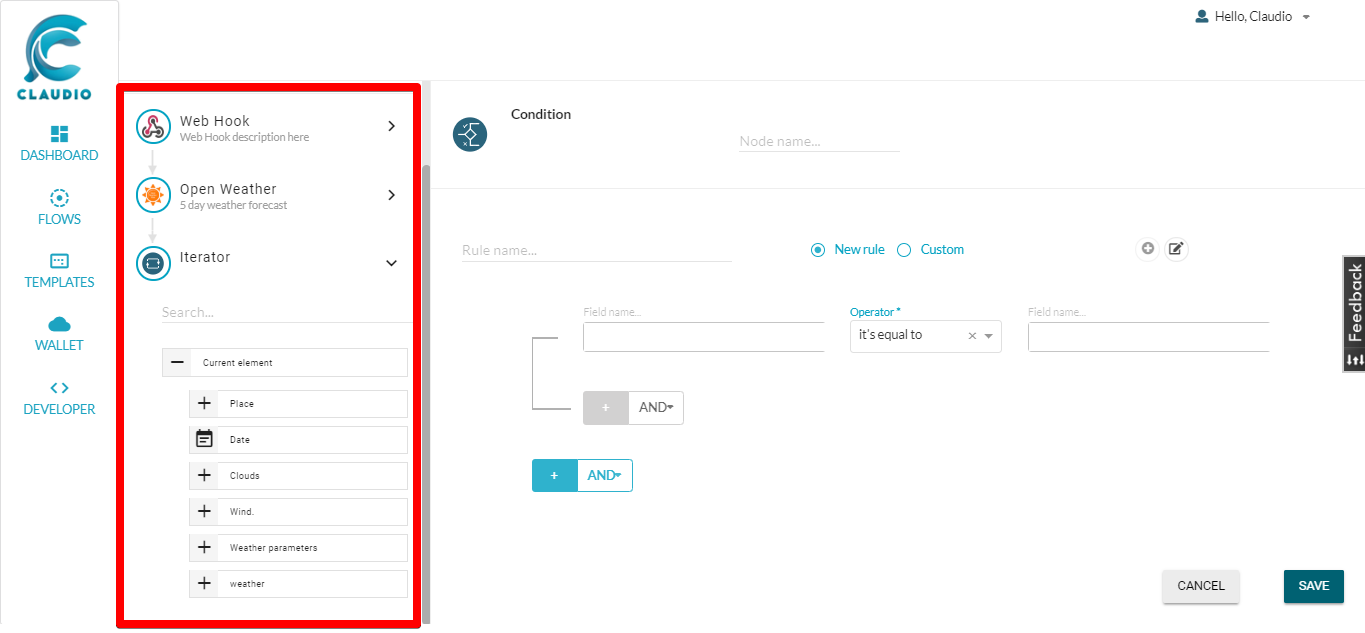 Hello, Claudio
CLAUDIO
DASHBOARD
FLOWS
TEMPLATES
WALLET
DEVELOPER
Web Hook
Web Hook description here
Open Weather
5 day weather forecast
Iterator
Search...
Current element
Place
Date
Clouds
Wind.
Weather parameters
weather
Condition
Node name...
Rule name...
New rule
Custom
Field name...
Operator *
Field name...
it's equal to
+ AND
+ AND
CANCEL
SAVE
Feedback